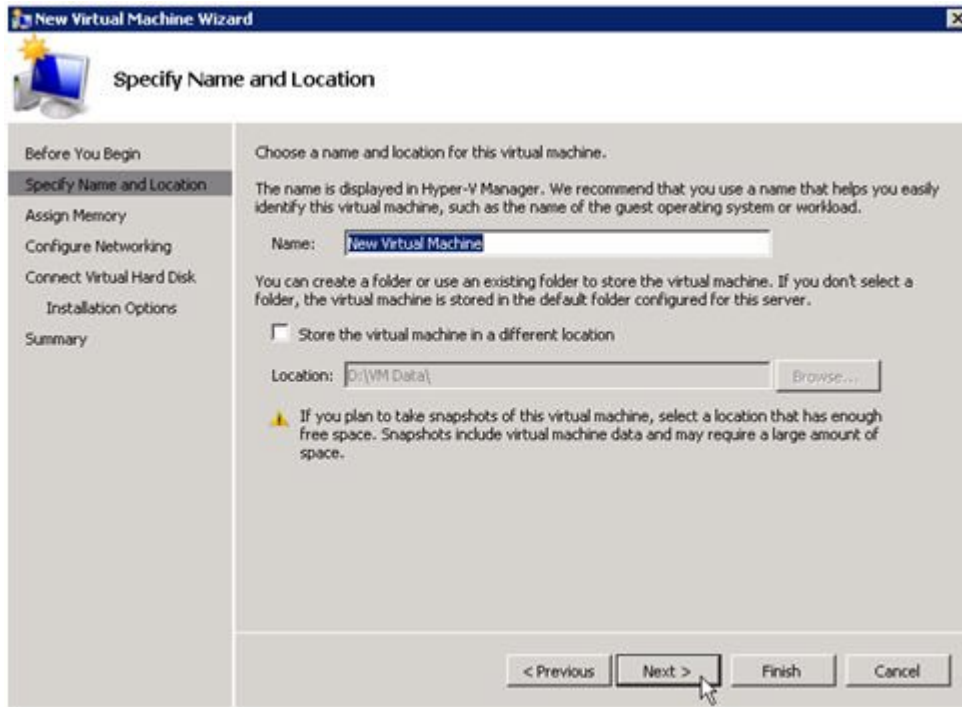 New Virtual Machine Wizard
Specify Name and Location
Before You Begin
Specify Name and Location
Assign Memory
Configure Networking
Connect Virtual Hard Disk
Installation Options
Summary
Choose a name and location for this virtual machine.
The name is displayed in Hyper-V Manager. We recommend that you use a name that helps you easily
identify this virtual machine, such as the name of the guest operating system or workload.
Name: New Virtual Machine
You can create a folder or use an existing folder to store the virtual machine. If you don't select a
folder, the virtual machine is stored in the default folder configured for this server.
Store the virtual machine in a different location
Location: D:\VM Data\ Browse...
If you plan to take snapshots of this virtual machine, select a location that has enough
free space. Snapshots include virtual machine data and may require a large amount of
space.
< Previous Next > Finish Cancel